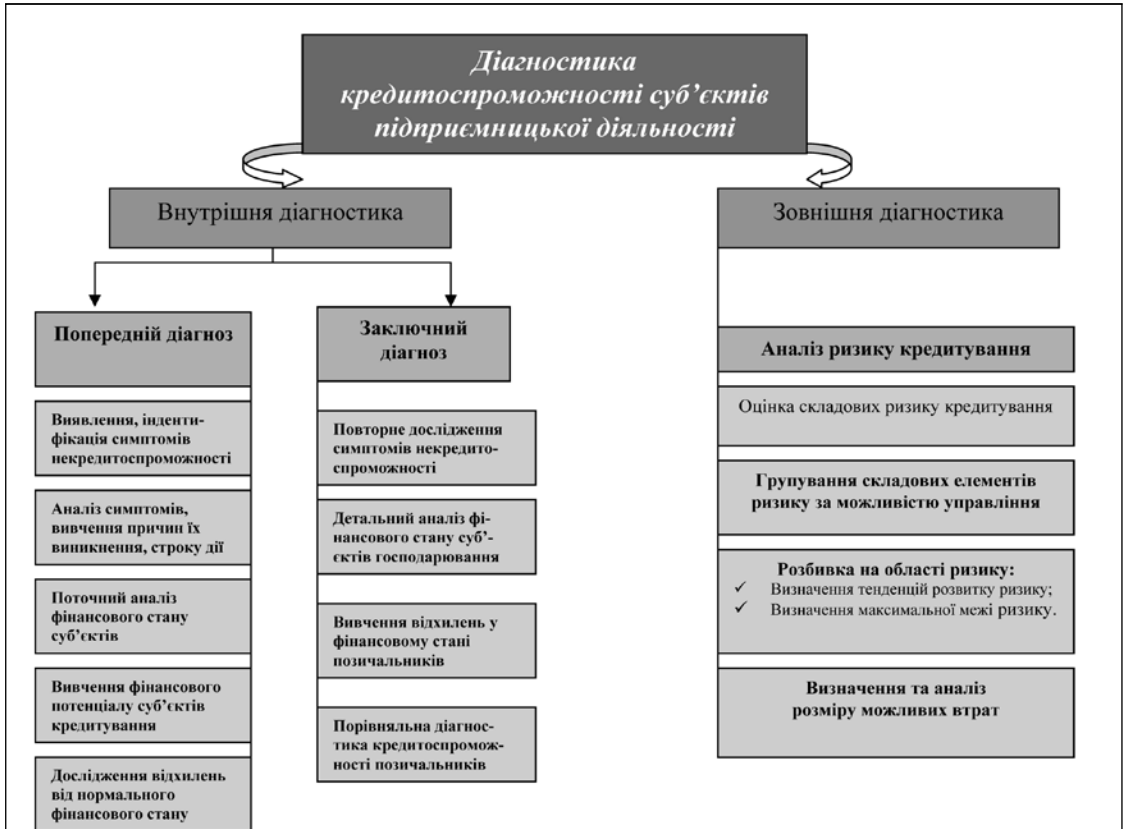 Діагностика
кредитоспроможності суб’єктів
підприємницької діяльності
Внутрішня діагностика
Зовнішня діагностика
Попередній діагноз
Виявлення, іденти-
фікація симптомів
некредитоспроможності
Аналіз симптомів,
вивчення причин їх
виникнення, строку дії
Поточний аналіз
фінансового стану
суб’єктів
Вивчення фінансового
потенціалу суб’єктів
кредитування
Дослідження відхилень
від нормального
фінансового стану
Заключний
діагноз
Повторне дослідження
симптомів некредито-
спроможності
Детальний аналіз фі-
нансового стану суб’-
єктів господарювання
Вивчення відхилень у
фінансовому стані
позичальників
Порівняльна діагнос-
тика кредитоспромож-
ності позичальників
Аналіз ризику кредитування
Оцінка складових ризику кредитування
Групування складових елементів
ризику за можливістю управління
Розбивка на області ризику:
✓ Визначення тенденцій розвитку ризику;
✓ Визначення максимальної межі ризику.
Визначення та аналіз
розміру можливих втрат